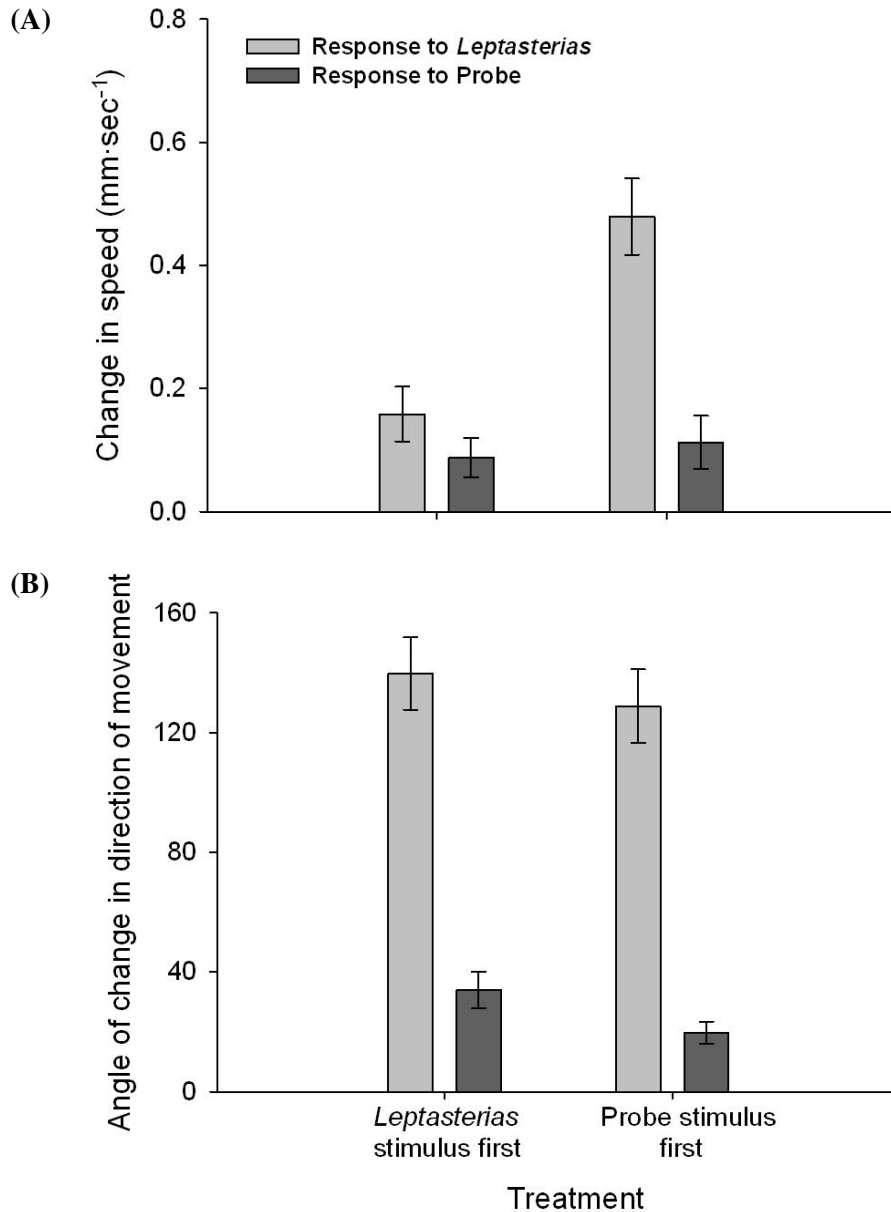 (A)
0.8
0.6
0.4
0.2
0.0
Change in speed (mm·sec⁻¹)
Response to Leptasterias
Response to Probe
(B)
160
120
80
40
0
Angle of change in direction of movement
Leptasterias
stimulus first
Probe stimulus
first
Treatment